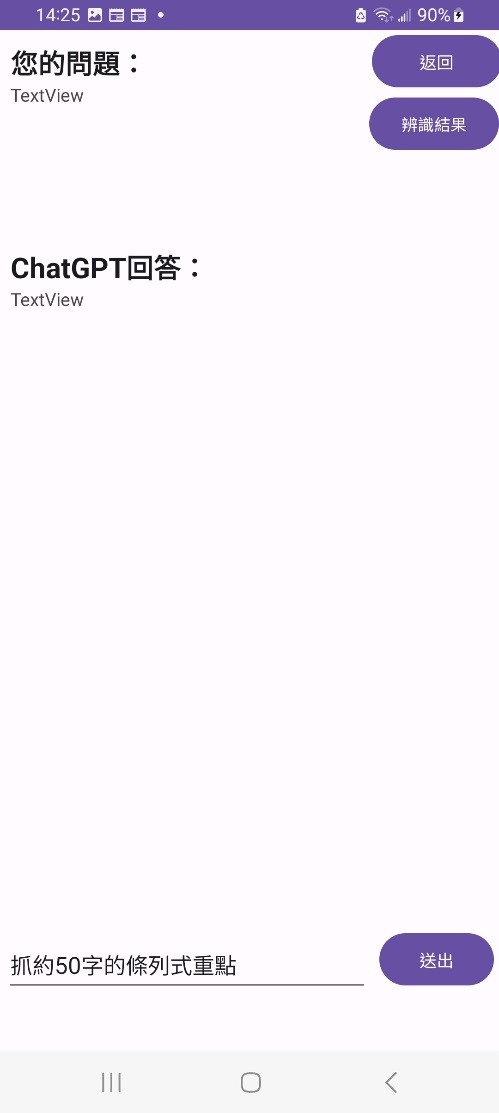 14:25
90%
您的問題：
返回
TextView
辨識結果
ChatGPT回答：
TextView
抓約50字的條列式重點
送出